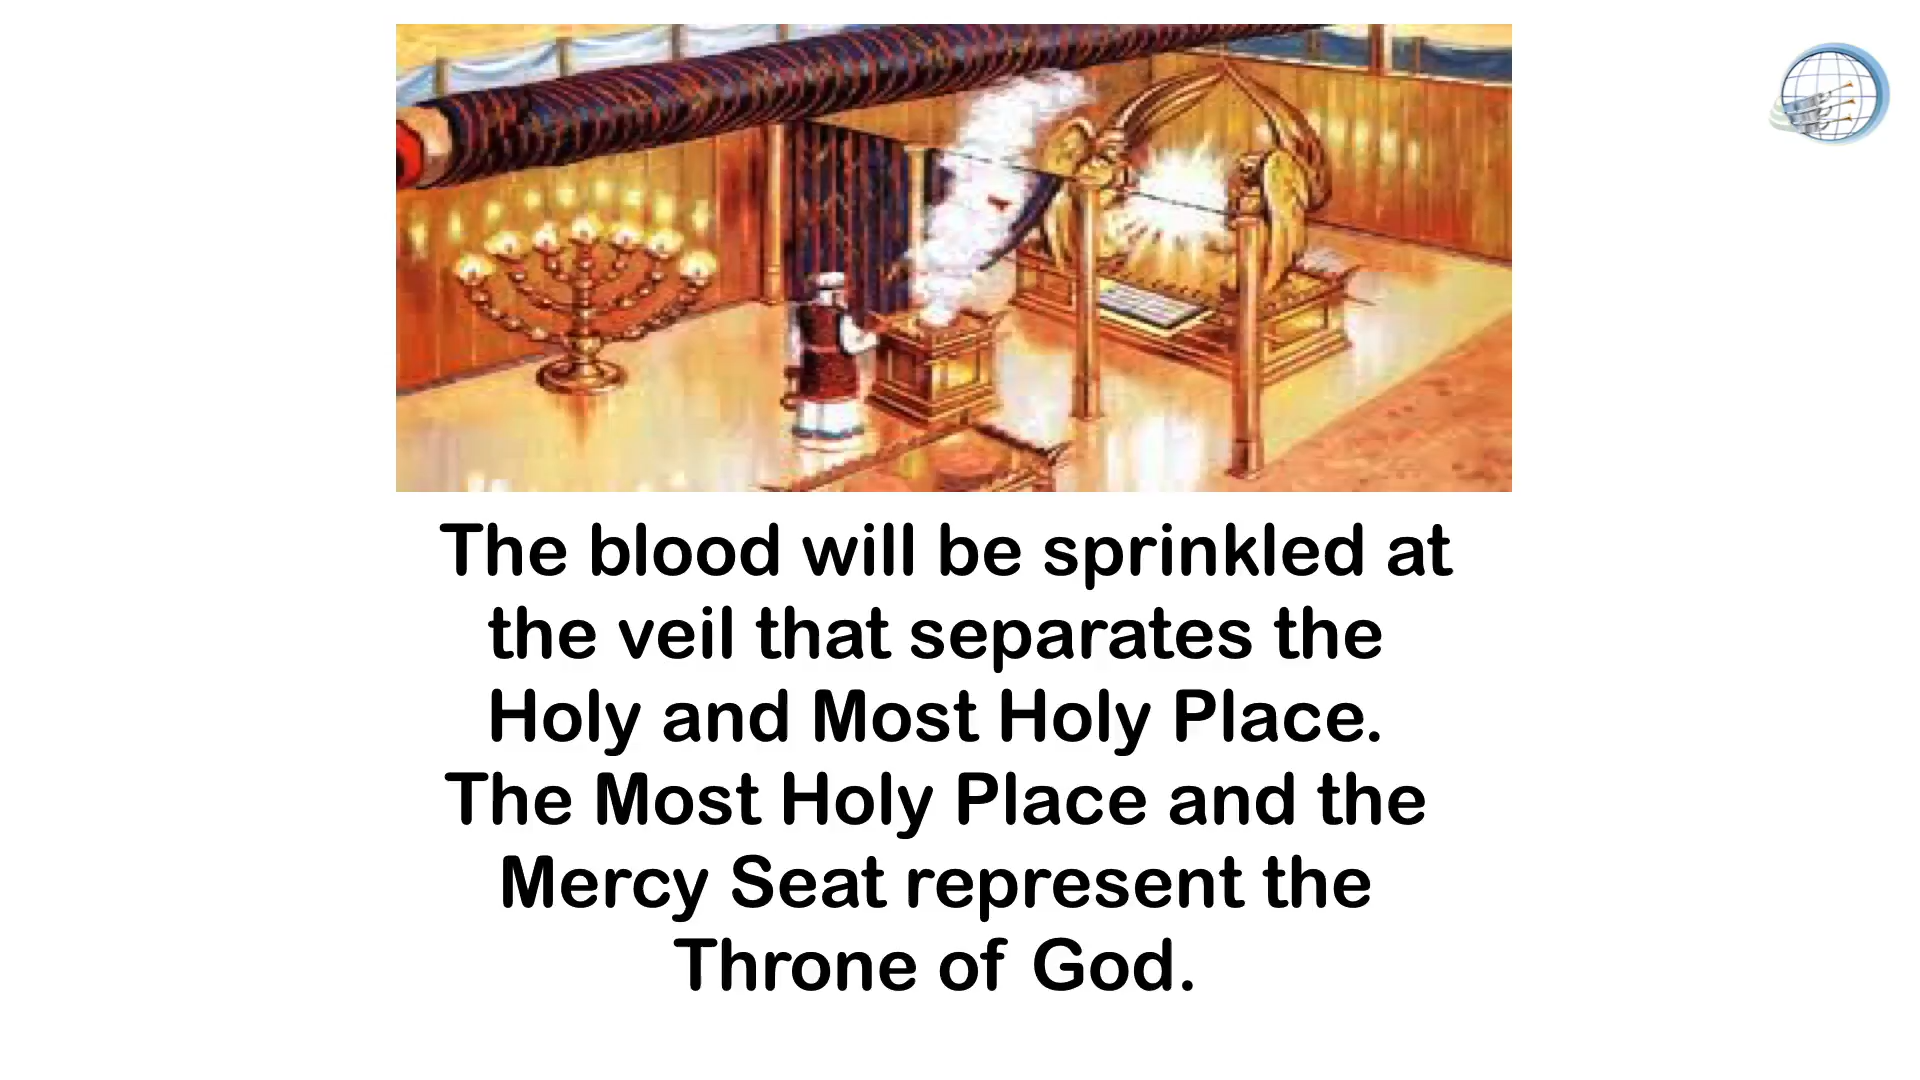 The blood will be sprinkled at
the veil that separates the
Holy and Most Holy Place.
The Most Holy Place and the
Mercy Seat represent the
Throne of God.